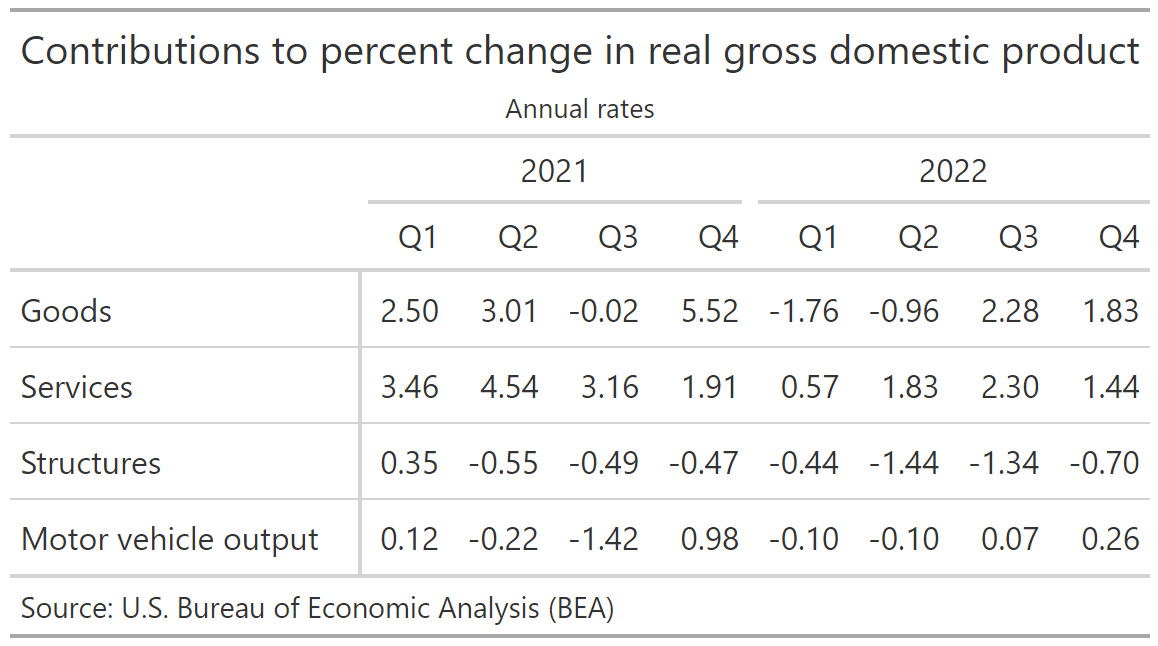 Contributions to percent change in real gross domestic product
Annual rates
2021 2022
Q1 Q2 Q3 Q4 Q1 Q2 Q3 Q4
Goods 2.50 3.01 -0.02 5.52 -1.76 -0.96 2.28 1.83
Services 3.46 4.54 3.16 1.91 0.57 1.83 2.30 1.44
Structures 0.35 -0.55 -0.49 -0.47 -0.44 -1.44 -1.34 -0.70
Motor vehicle output 0.12 -0.22 -1.42 0.98 -0.10 -0.10 0.07 0.26
Source: U.S. Bureau of Economic Analysis (BEA)